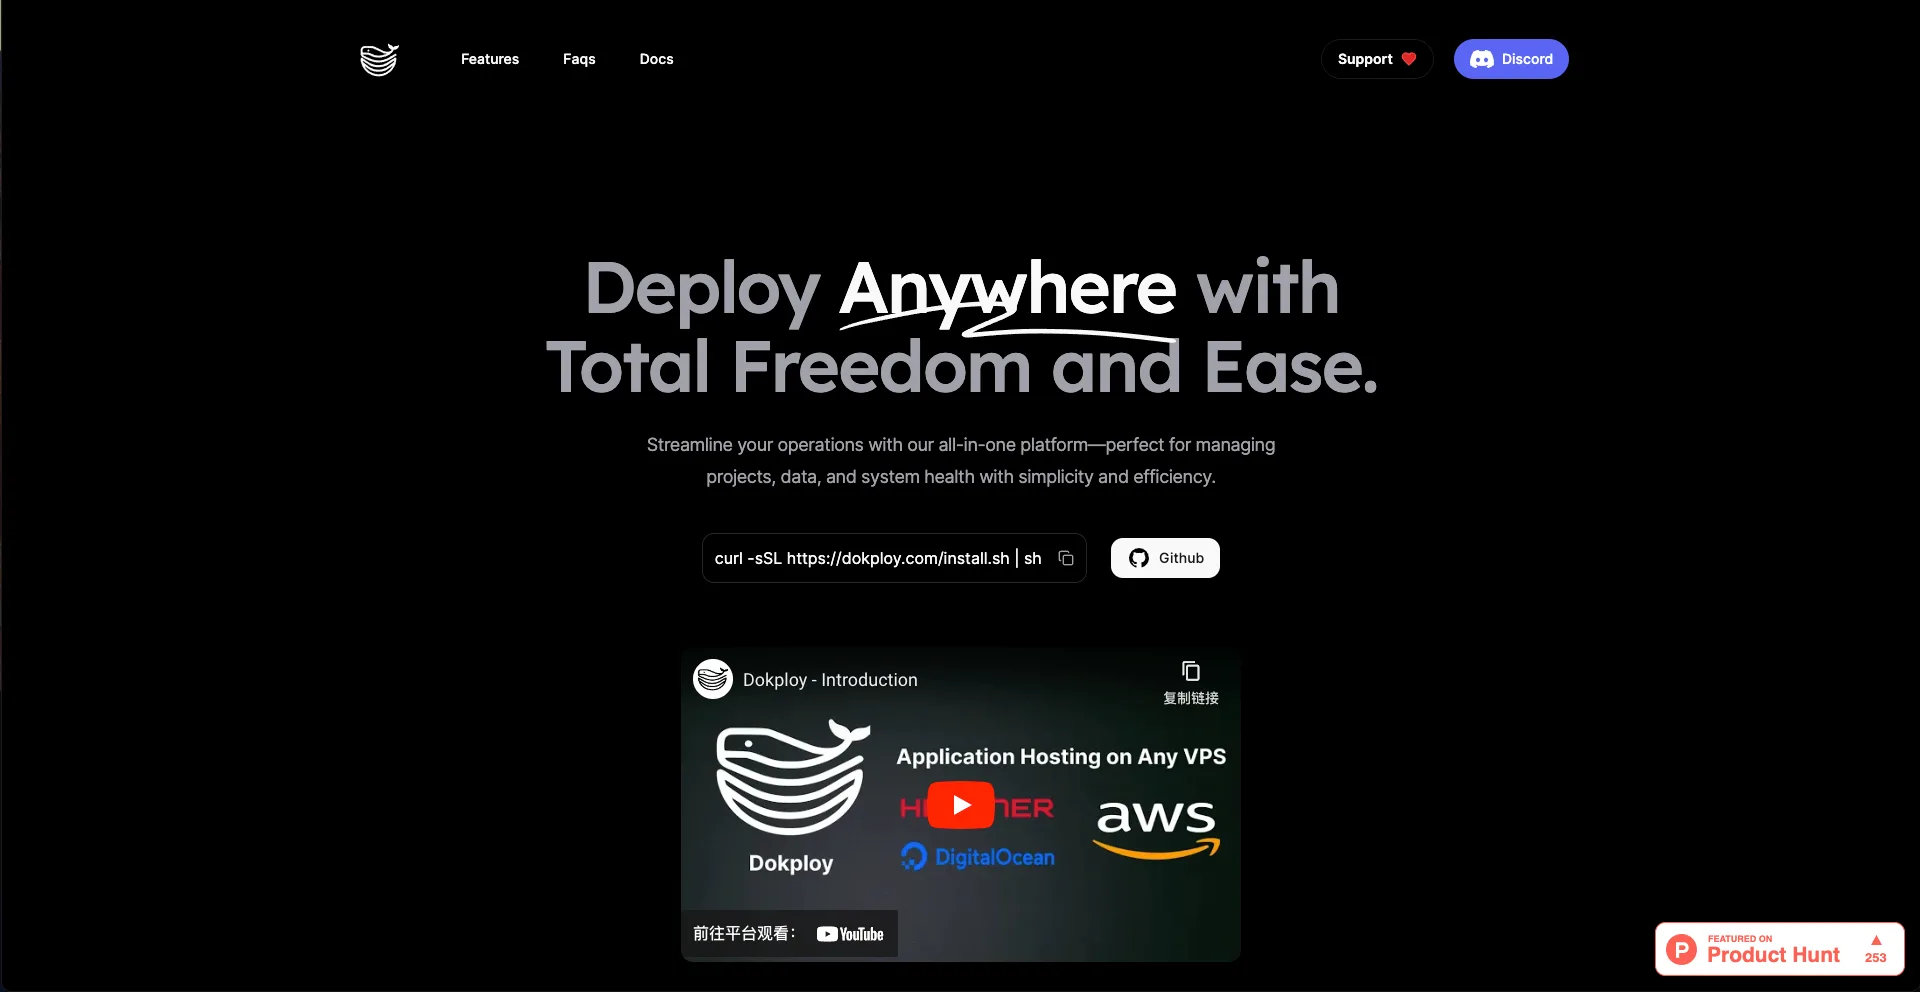 Features
Faqs
Docs
Support
Discord
Deploy Anywhere with
Total Freedom and Ease.
Streamline your operations with our all-in-one platform—perfect for managing
projects, data, and system health with simplicity and efficiency.
curl -sSL https://dokploy.com/install.sh | sh
Github
Dokploy - Introduction
复制链接
Application Hosting on Any VPS
aws
DigitalOcean
Dokploy
前往平台观看：
YouTube
FEATURED ON
Product Hunt
253